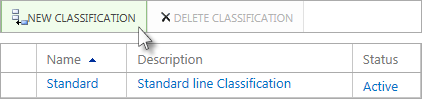 NEW CLASSIFICATION DELETE CLASSIFICATION
Name Description Status
Standard Standard line Classification Active